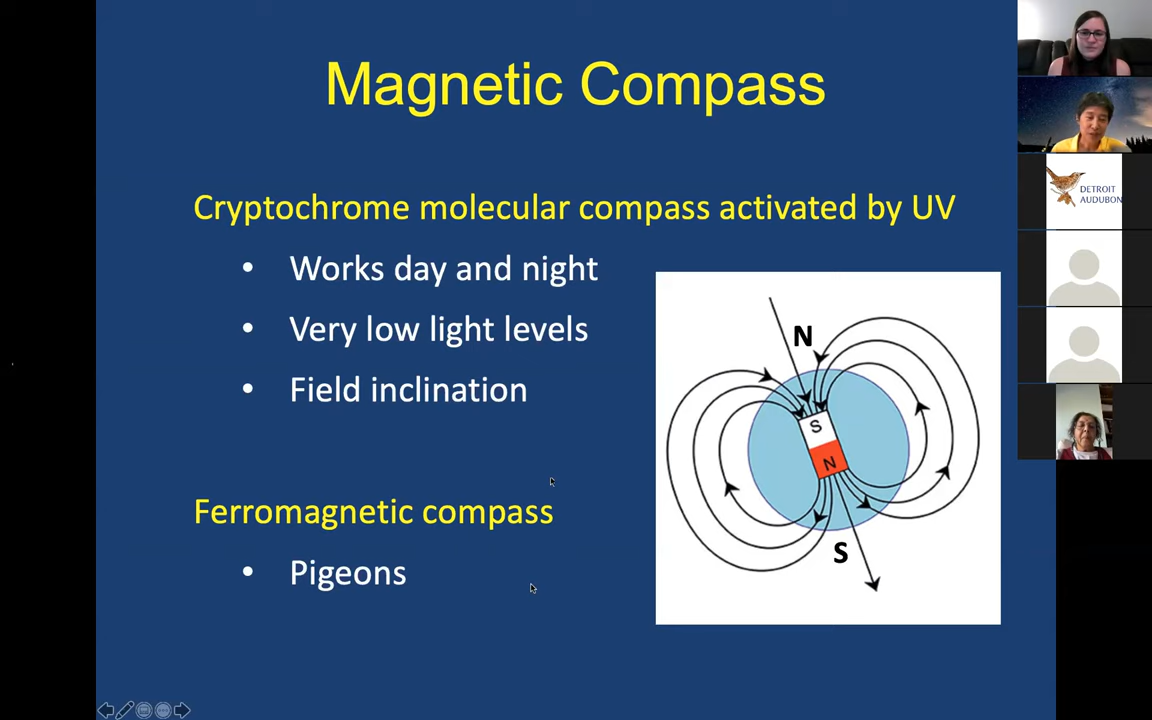 Magnetic Compass
Cryptochrome molecular compass activated by UV
• Works day and night
• Very low light levels
• Field inclination
Ferromagnetic compass
• Pigeons
N
S
N
S
DETROIT
AUDUBON